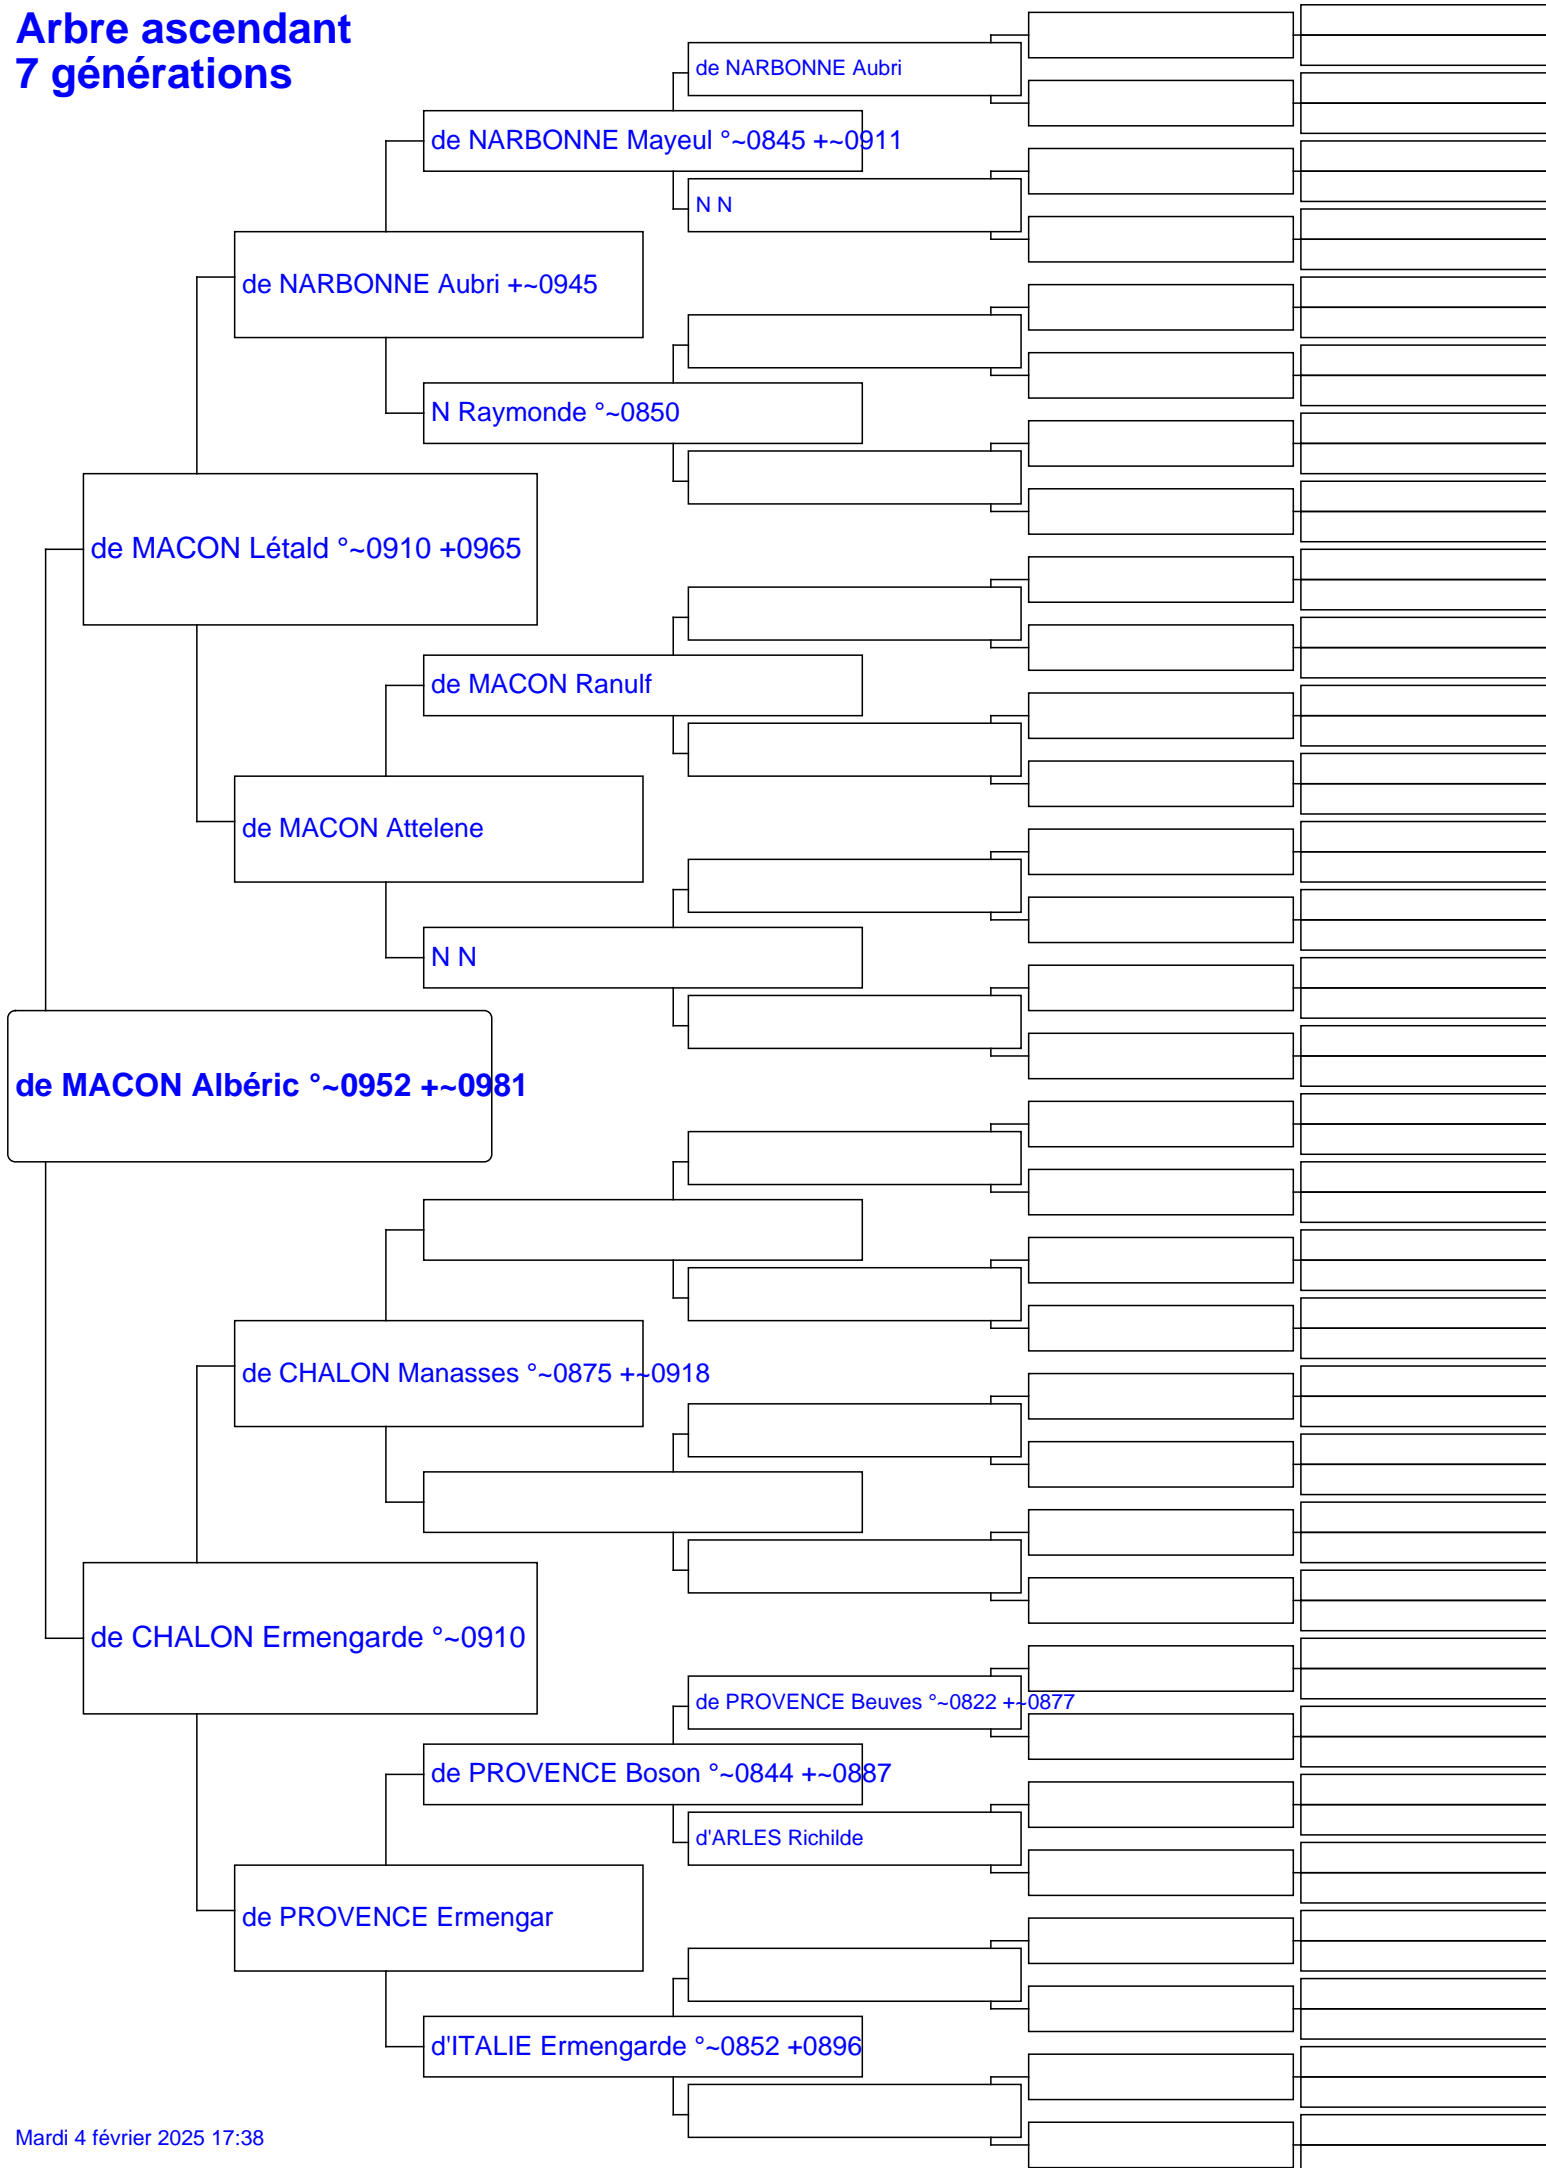 Arbre ascendant
7 générations
de NARBONNE Aubri
de NARBONNE Mayeul °~0845 +~0911
N N
de NARBONNE Aubri +~0945
N Raymonde °~0850
de MACON Létald °~0910 +0965
de MACON Ranulf
de MACON Attelene
N N
de MACON Albéric °~0952 +~0981
de CHALON Manasses °~0875 +~0918
de CHALON Ermengarde °~0910
de PROVENCE Beuves °~0822 +~0877
de PROVENCE Boson °~0844 +~0887
d'ARLES Richilde
de PROVENCE Ermengar
d'ITALIE Ermengarde °~0852 +0896
Mardi 4 février 2025 17:38